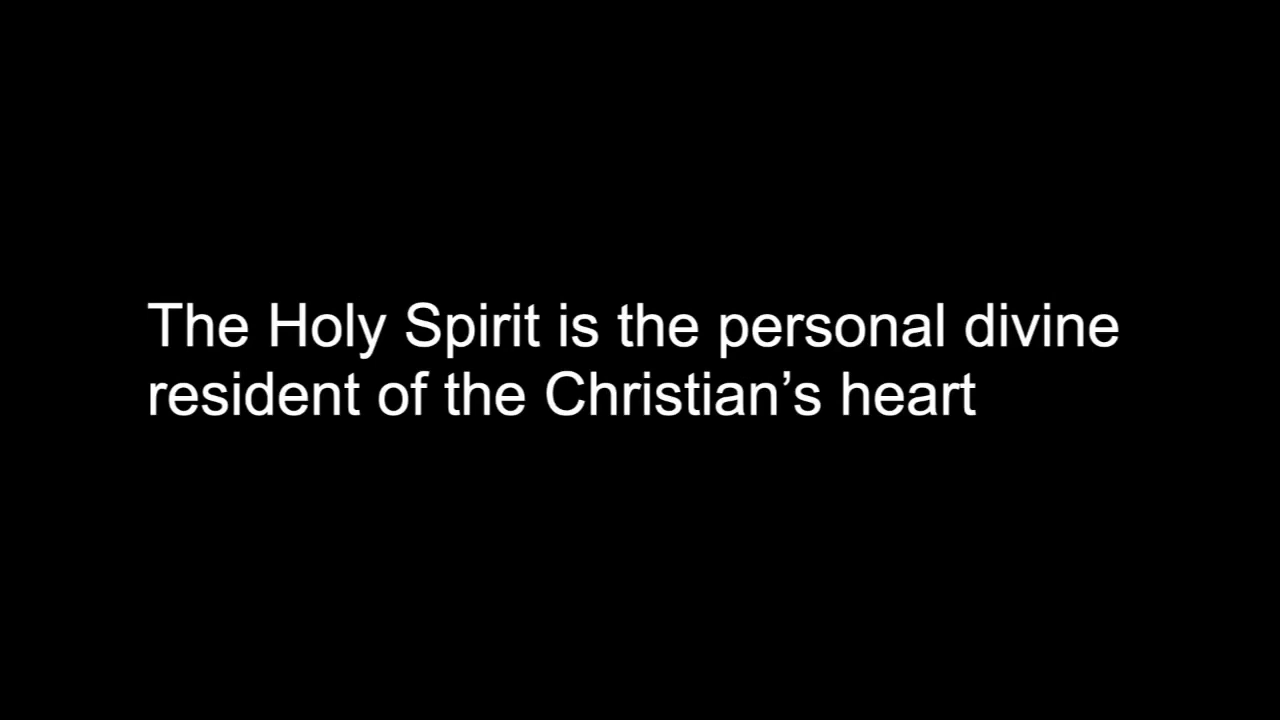 The Holy Spirit is the personal divine
resident of the Christian’s heart